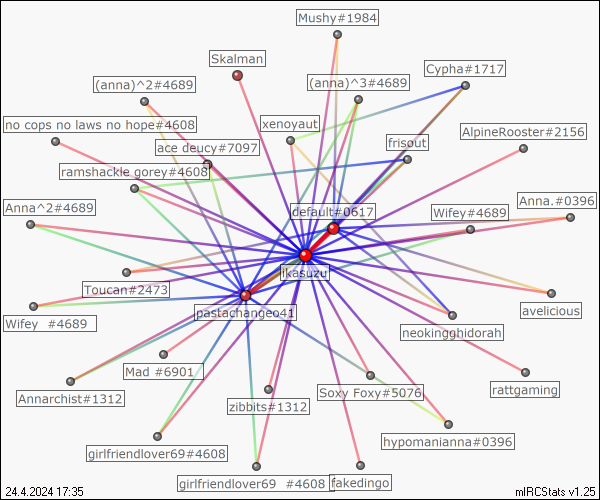 Mushy#1984
Skalman
Cypha#1717
(anna)^2#4689
(anna)^3#4689
no cops no laws no hope#4608
xenoyaut
AlpineRooster#2156
ace deucy#7097
frisout
ramshackle gorey#4608
Anna^2#4689
default#0617
Wifey#4689
Anna.#0396
ikasuzu
Toucan#2473
pastachangeo41
avelicious
Wifey #4689
neokingghidorah
Mad #6901
rattgaming
Annarchist#1312
zibbits#1312
Soxy Foxy#5076
girlfriendlover69#4608
hypomanianna#0396
girlfriendlover69 #4608
fakedingo
24.4.2024 17:35
mIRCStats v1.25